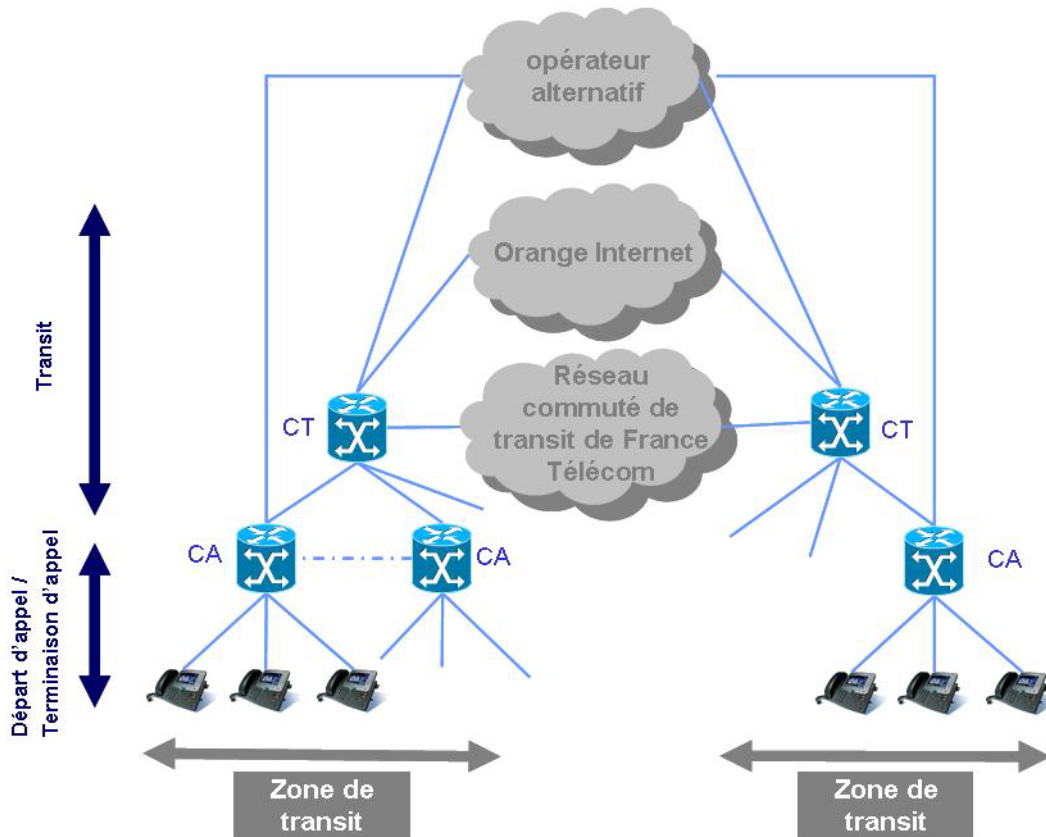 opérateur
alternatif
Orange Internet
Réseau
commuté de
transit de France
Télécom
Transit
CT
CT
CA
CA
CA
Départ d'appel /
Terminaison d'appel
Zone de
transit
Zone de
transit